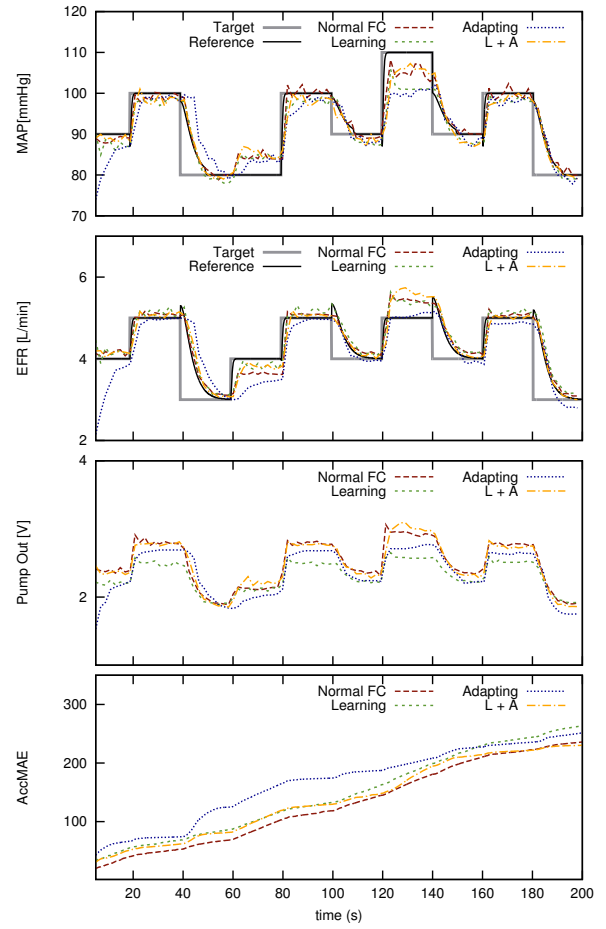 120
110
100
90
80
70
MAP[mmHg]
Target
Reference
Normal FC
Learning
Adapting
L + A
6
4
2
EFR [L/min]
Target
Reference
Normal FC
Learning
Adapting
L + A
4
2
Pump Out [V]
Normal FC
Learning
Adapting
L + A
300
200
100
AccMAE
Normal FC
Learning
Adapting
L + A
20 40 60 80 100 120 140 160 180 200
time (s)